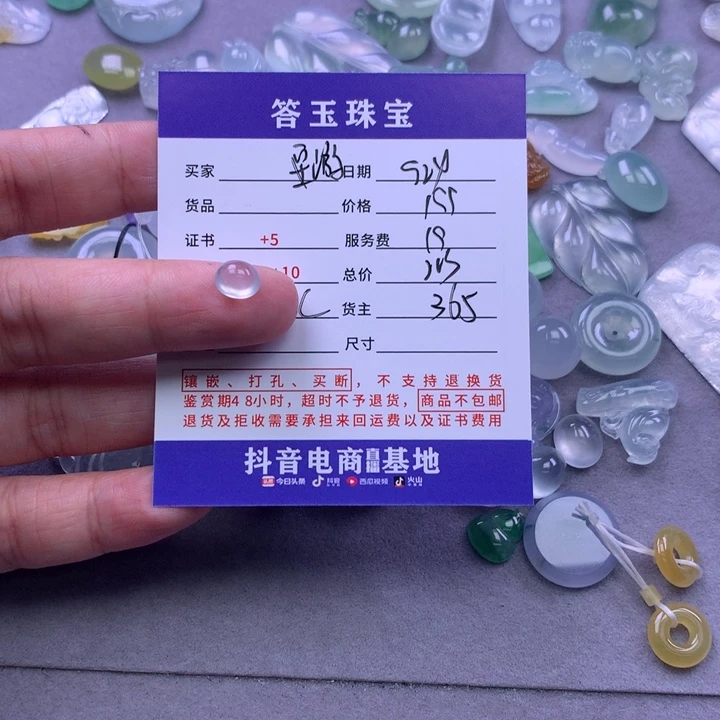 答玉珠宝
买家 日期
货品 价格
证书 +5 服务费 19
+10 总价
货主 365
尺寸
镶嵌、打孔、买断，不支持退换货
鉴赏期48小时，超时不予退货，商品不包邮
退货及拒收需要承担来回运费以及证书费用
抖音电商直播基地
今日头条 抖音 西瓜视频 火山